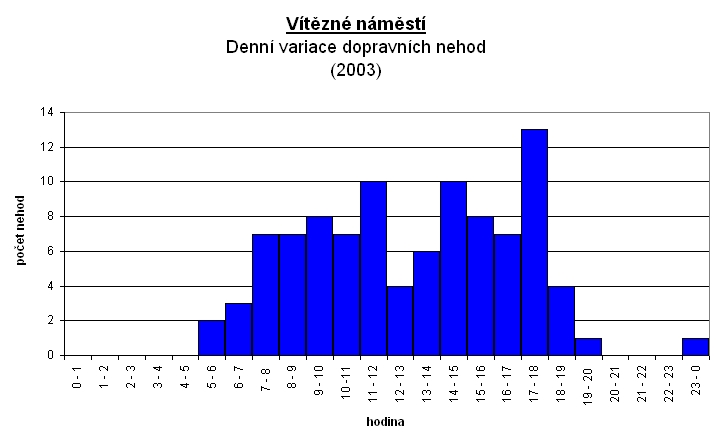 Vítězné náměstí
Denní variace dopravních nehod
(2003)
14
12
10
8
6
4
2
0
počet nehod
0 - 1
1 - 2
2 - 3
3 - 4
4 - 5
5 - 6
6 - 7
7 - 8
8 - 9
9 - 10
10 -11
11 - 12
12 - 13
13 - 14
14 - 15
15 - 16
16 - 17
17 - 18
18 - 19
19 - 20
20 - 21
21 - 22
22 - 23
23 - 0
hodina